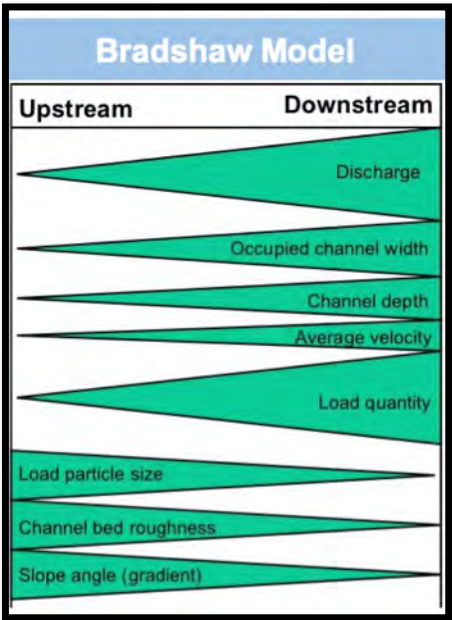 Bradshaw Model
Upstream Downstream
Discharge
Occupied channel width
Channel depth
Average velocity
Load quantity
Load particle size
Channel bed roughness
Slope angle (gradient)